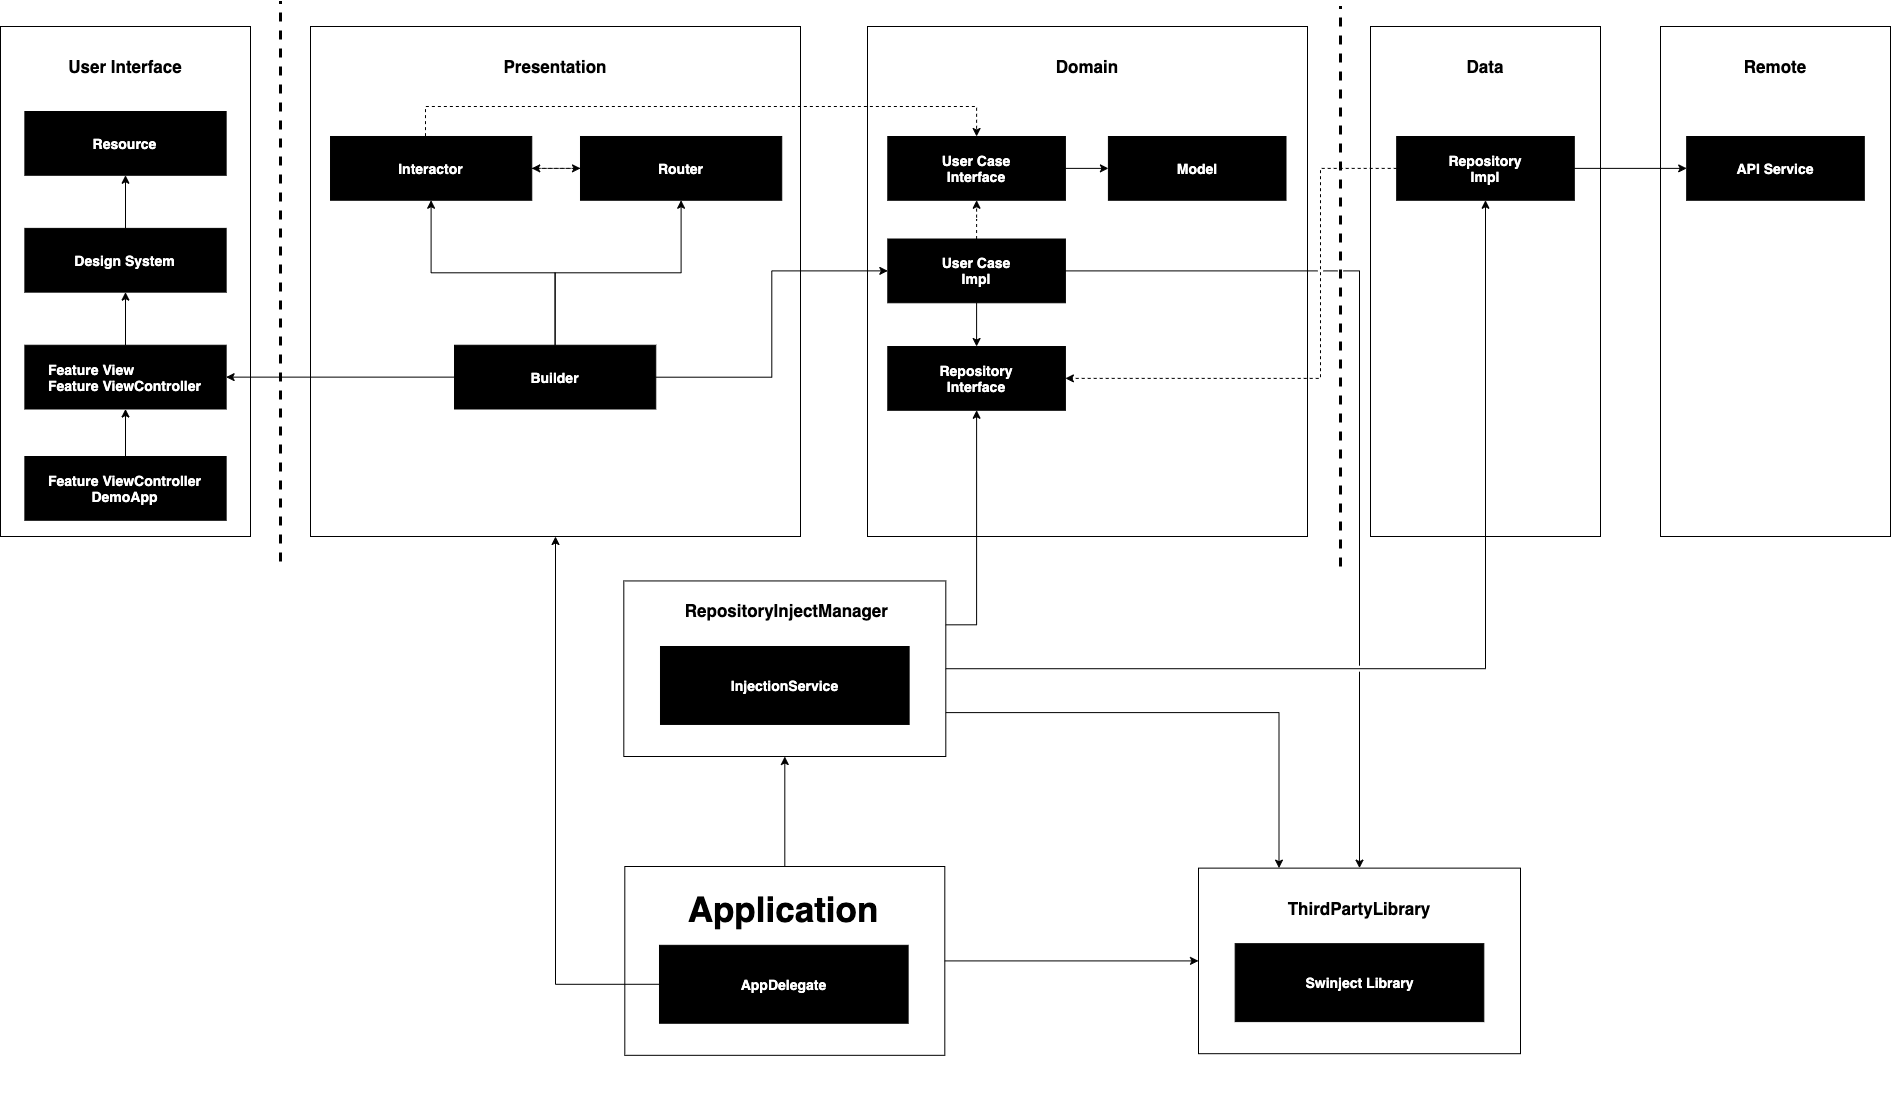 User Interface
Resource
Design System
Feature View
Feature ViewController
Feature ViewController
DemoApp
Presentation
Interactor
Router
Builder
Domain
User Case
Interface
Model
User Case
Impl
Repository
Interface
Data
Repository
Impl
Remote
API Service
RepositoryInjectManager
InjectionService
Application
AppDelegate
ThirdPartyLibrary
Swinject Library